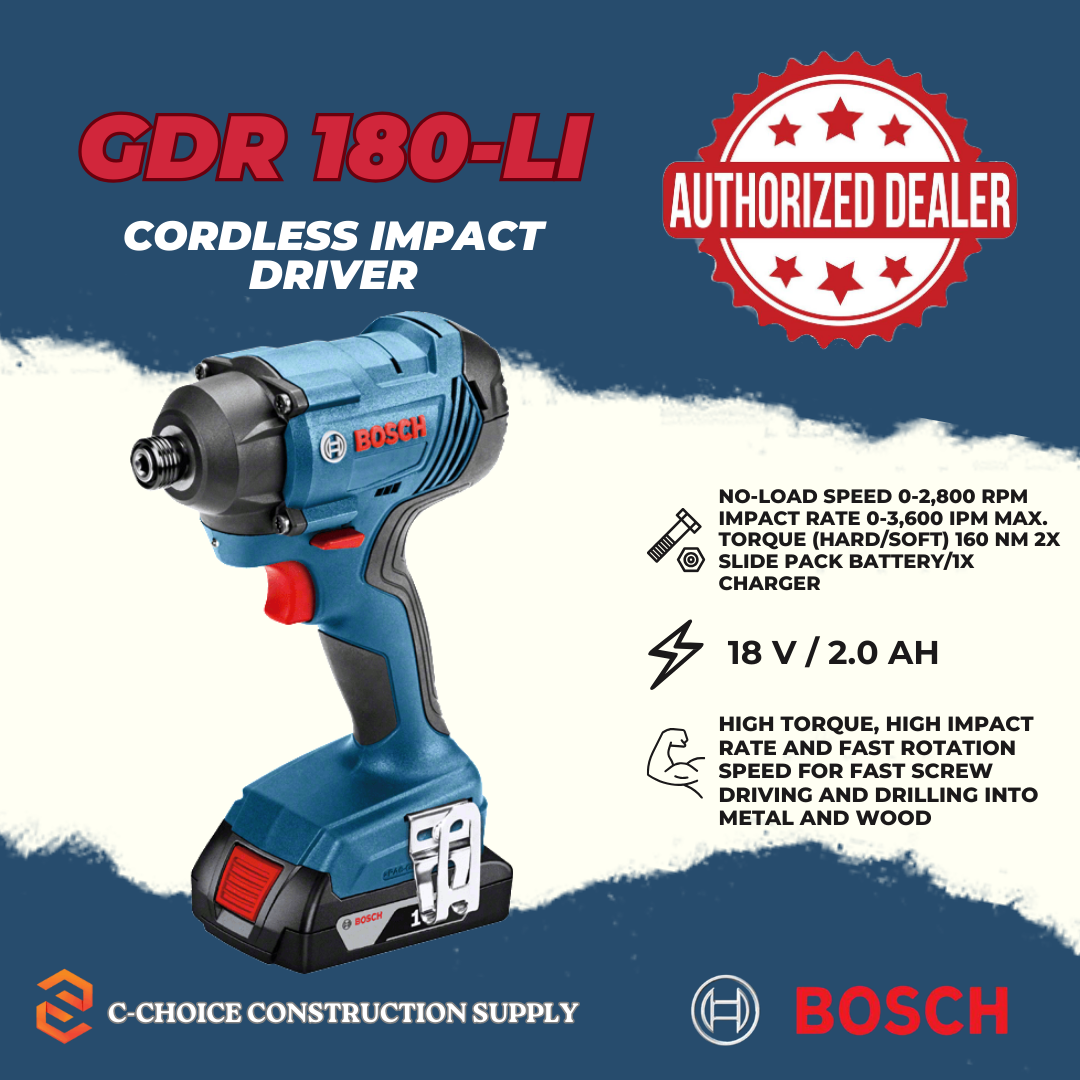 GDR 180-LI
CORDLESS IMPACT
DRIVER
AUTHORIZED DEALER
BOSCH
NO-LOAD SPEED 0-2,800 RPM
IMPACT RATE 0-3,600 IPM MAX.
TORQUE (HARD/SOFT) 160 NM 2X
SLIDE PACK BATTERY/1X
CHARGER
18 V / 2.0 AH
HIGH TORQUE, HIGH IMPACT
RATE AND FAST ROTATION
SPEED FOR FAST SCREW
DRIVING AND DRILLING INTO
METAL AND WOOD
BOSCH
C-CHOICE CONSTRUCTION SUPPLY
BOSCH